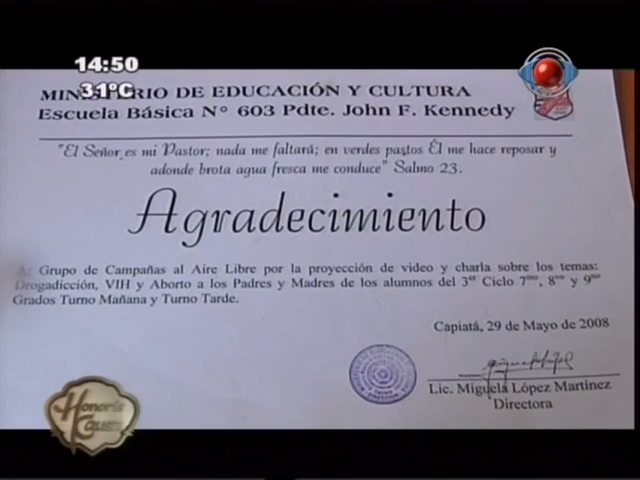 14:50
31°C
MINISTERIO DE EDUCACIÓN Y CULTURA
Escuela Básica N° 603 Pdte. John F. Kennedy
"El Señor es mi Pastor; nada me faltará; en verdes pastos Él me hace reposar y
adonde brota agua fresca me conduce" Salmo 23.
Agradecimiento
A: Grupo de Campañas al Aire Libre por la proyección de video y charla sobre los temas:
Drogadicción, VIH y Aborto a los Padres y Madres de los alumnos del 3er Ciclo 7mo, 8vo y 9no
Grados Turno Mañana y Turno Tarde.
Capiatá, 29 de Mayo de 2008
Lic. Miguela López Martínez
Directora
Honoris
Causa